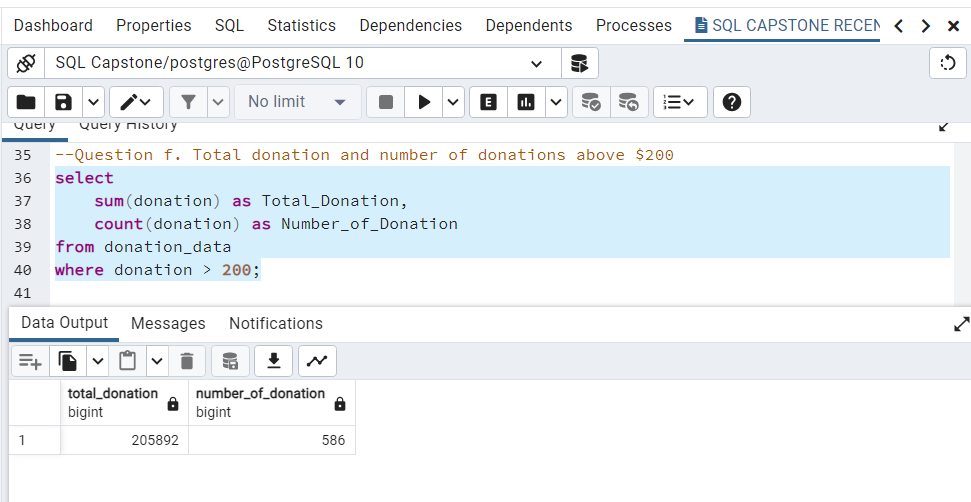 Dashboard Properties SQL Statistics Dependencies Dependents Processes SQL CAPSTONE RECEN
SQL Capstone/postgres@PostgreSQL 10
No limit E
Query Query History
35 --Question f. Total donation and number of donations above $200
36 select
37 sum(donation) as Total_Donation,
38 count(donation) as Number_of_Donation
39 from donation_data
40 where donation > 200;
41
Data Output Messages Notifications
total_donation number_of_donation
bigint bigint
1 205892 586